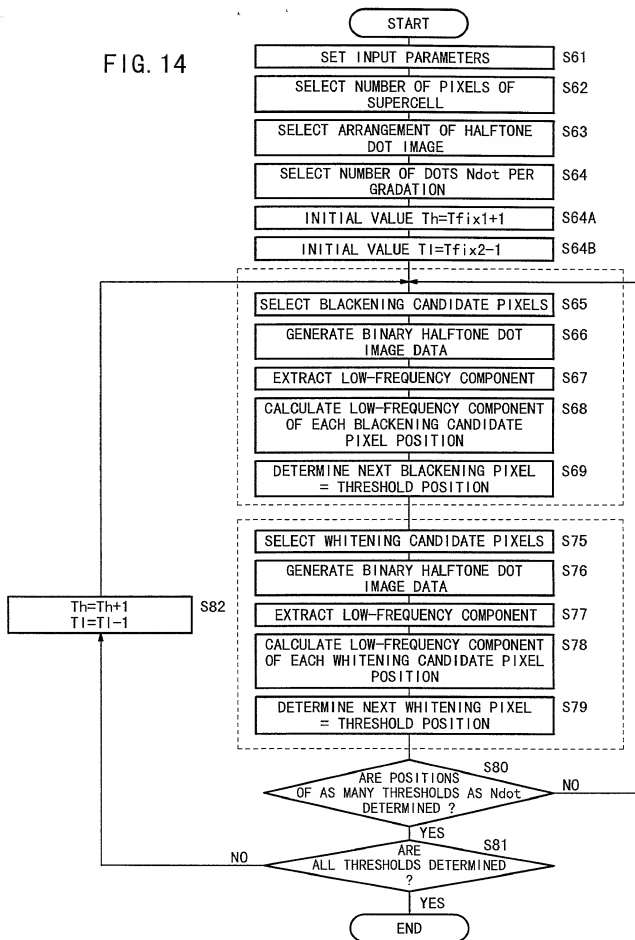 FIG. 14
START
SET INPUT PARAMETERS
S61
SELECT NUMBER OF PIXELS OF
SUPERCELL
S62
SELECT ARRANGEMENT OF HALFTONE
DOT IMAGE
S63
SELECT NUMBER OF DOTS Ndot PER
GRADATION
S64
INITIAL VALUE Th=Tfix1+1
S64A
INITIAL VALUE Tl=Tfix2-1
S64B
SELECT BLACKENING CANDIDATE PIXELS
S65
GENERATE BINARY HALFTONE DOT
IMAGE DATA
S66
EXTRACT LOW-FREQUENCY COMPONENT
S67
CALCULATE LOW-FREQUENCY COMPONENT
OF EACH BLACKENING CANDIDATE
PIXEL POSITION
S68
DETERMINE NEXT BLACKENING PIXEL
= THRESHOLD POSITION
S69
SELECT WHITENING CANDIDATE PIXELS
S75
GENERATE BINARY HALFTONE DOT
IMAGE DATA
S76
EXTRACT LOW-FREQUENCY COMPONENT
S77
CALCULATE LOW-FREQUENCY COMPONENT
OF EACH WHITENING CANDIDATE PIXEL
POSITION
S78
DETERMINE NEXT WHITENING PIXEL
= THRESHOLD POSITION
S79
Th=Th+1
Tl=Tl-1
S82
S80
ARE POSITIONS
OF AS MANY THRESHOLDS AS Ndot
DETERMINED ?
NO
YES
S81
ARE
ALL THRESHOLDS DETERMINED
?
NO
YES
END